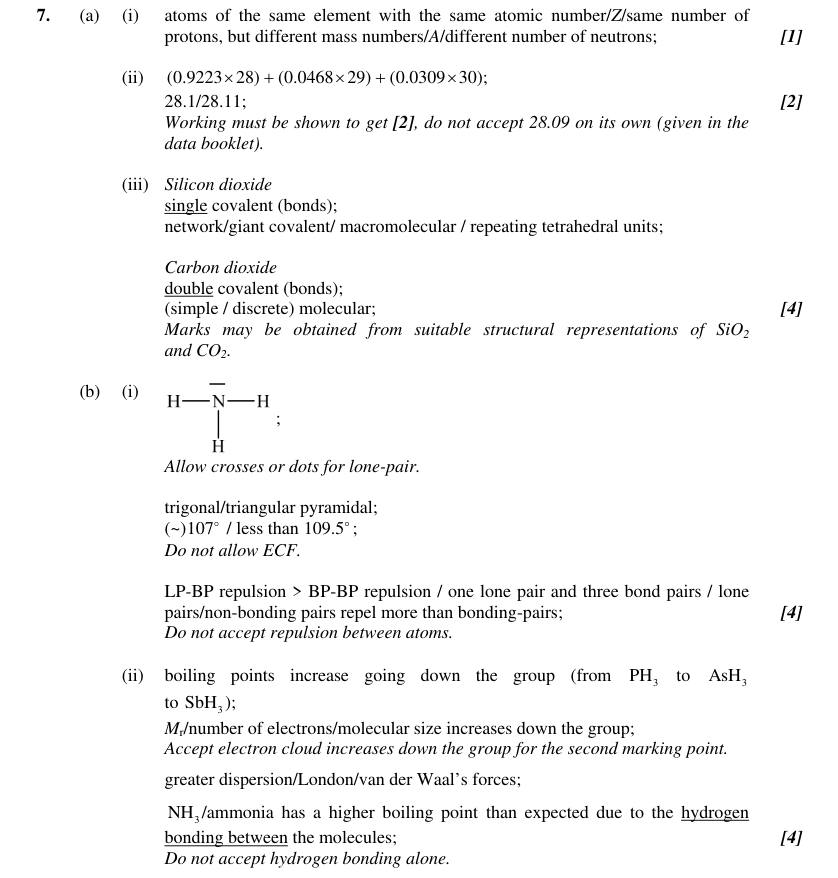 7. (a) (i) atoms of the same element with the same atomic number/Z/same number of
protons, but different mass numbers/A/different number of neutrons; [1]
(ii) (0.9223×28) + (0.0468×29) + (0.0309×30);
28.1/28.11; [2]
Working must be shown to get [2], do not accept 28.09 on its own (given in the
data booklet).
(iii) Silicon dioxide
single covalent (bonds);
network/giant covalent/ macromolecular / repeating tetrahedral units;
Carbon dioxide
double covalent (bonds);
(simple / discrete) molecular; [4]
Marks may be obtained from suitable structural representations of SiO₂
and CO₂.
(b) (i) H—N—H
;
H
Allow crosses or dots for lone-pair.
trigonal/triangular pyramidal;
(~)107° / less than 109.5°;
Do not allow ECF.
LP-BP repulsion > BP-BP repulsion / one lone pair and three bond pairs / lone
pairs/non-bonding pairs repel more than bonding-pairs; [4]
Do not accept repulsion between atoms.
(ii) boiling points increase going down the group (from PH₃ to AsH₃
to SbH₃);
Mᵣ/number of electrons/molecular size increases down the group;
Accept electron cloud increases down the group for the second marking point.
greater dispersion/London/van der Waal's forces;
NH₃/ammonia has a higher boiling point than expected due to the hydrogen
bonding between the molecules; [4]
Do not accept hydrogen bonding alone.